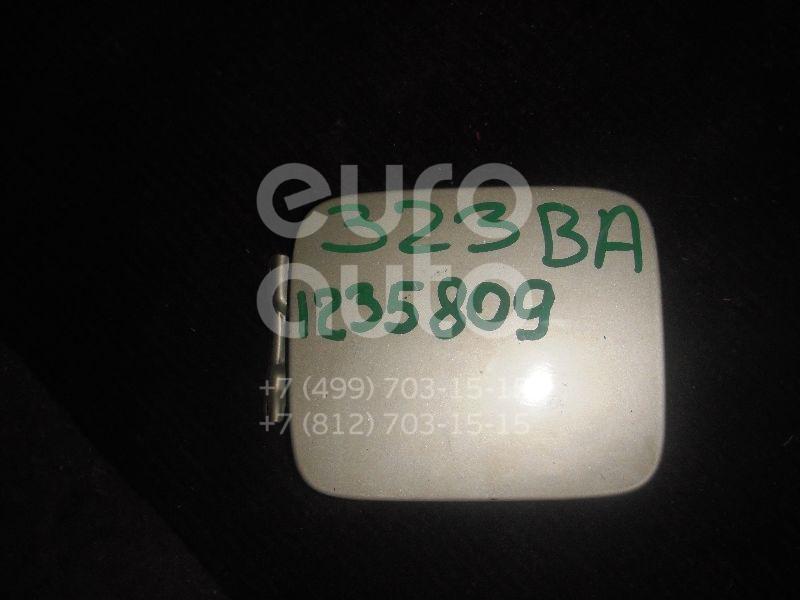 euro
323 BA
auto
1235809
+7 (499) 703-15-15
+7 (812) 703-15-15